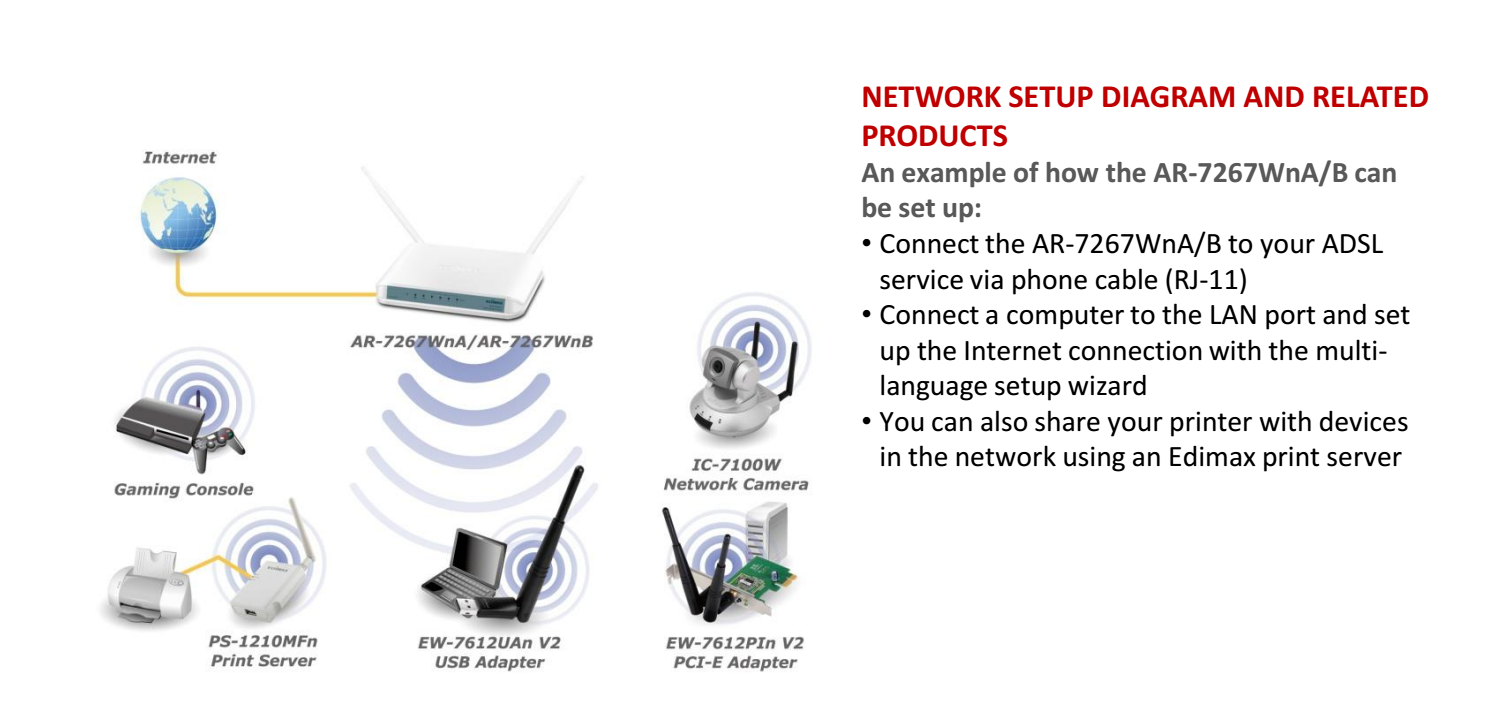 NETWORK SETUP DIAGRAM AND RELATED
PRODUCTS
An example of how the AR-7267WnA/B can
be set up:
• Connect the AR-7267WnA/B to your ADSL
service via phone cable (RJ-11)
• Connect a computer to the LAN port and set
up the Internet connection with the multi-
language setup wizard
• You can also share your printer with devices
in the network using an Edimax print server
Internet
AR-7267WnA/AR-7267WnB
Gaming Console
IC-7100W
Network Camera
PS-1210MFn
Print Server
EW-7612UAn V2
USB Adapter
EW-7612PIn V2
PCI-E Adapter